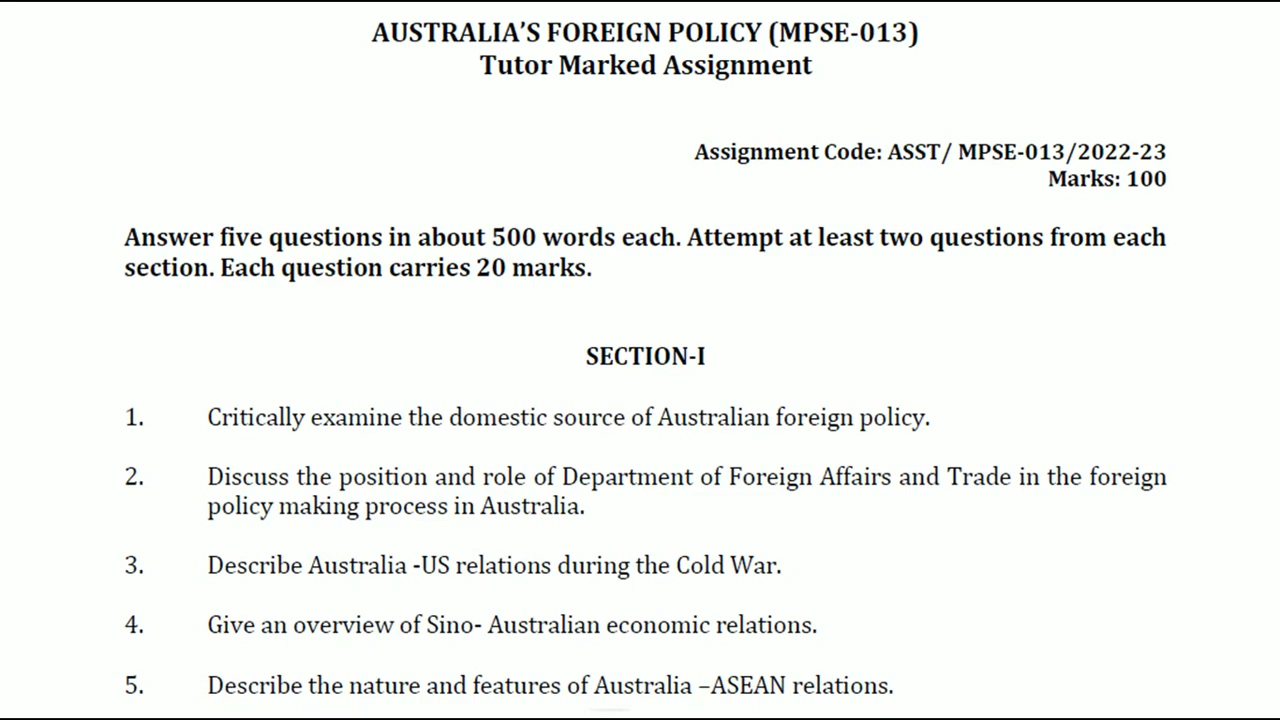 AUSTRALIA’S FOREIGN POLICY (MPSE-013)
Tutor Marked Assignment
Assignment Code: ASST/ MPSE-013/2022-23
Marks: 100
Answer five questions in about 500 words each. Attempt at least two questions from each
section. Each question carries 20 marks.
SECTION-I
1. Critically examine the domestic source of Australian foreign policy.
2. Discuss the position and role of Department of Foreign Affairs and Trade in the foreign
policy making process in Australia.
3. Describe Australia -US relations during the Cold War.
4. Give an overview of Sino- Australian economic relations.
5. Describe the nature and features of Australia –ASEAN relations.